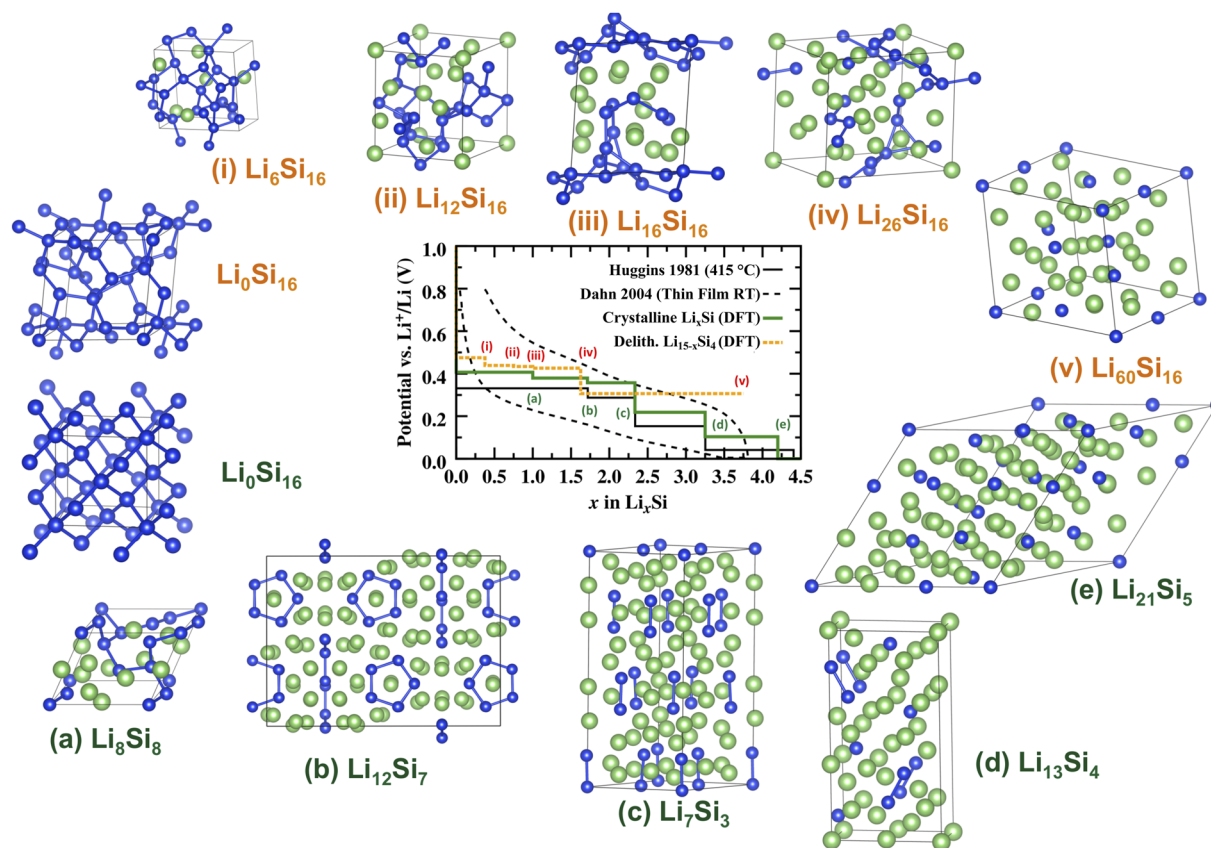 (i) Li₆Si₁₆
(ii) Li₁₂Si₁₆
(iii) Li₁₆Si₁₆
(iv) Li₂₆Si₁₆
Li₀Si₁₆
(v) Li₆₀Si₁₆
Potential vs. Li⁺/Li (V)
1.0
0.8
0.6
0.4
0.2
0.0
Huggins 1981 (415 °C)
Dahn 2004 (Thin Film RT)
Crystalline LiₓSi (DFT)
Delith. Li₁₅₋ₓSi₄ (DFT)
(i)
(ii)
(iii)
(iv)
(v)
(a)
(b)
(c)
(d)
(e)
0.0 0.5 1.0 1.5 2.0 2.5 3.0 3.5 4.0 4.5
x in LiₓSi
Li₀Si₁₆
(e) Li₂₁Si₅
(a) Li₈Si₈
(b) Li₁₂Si₇
(c) Li₇Si₃
(d) Li₁₃Si₄